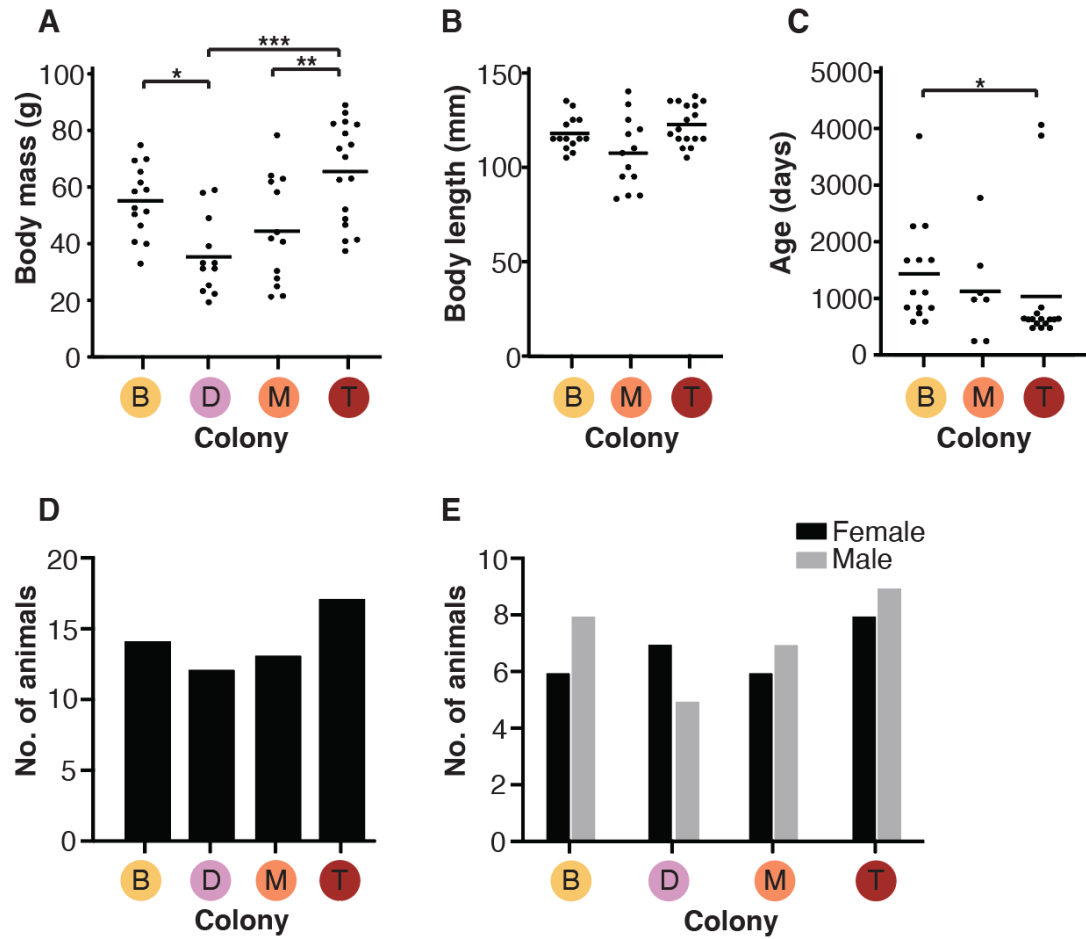 A
Body mass (g)
100
80
60
40
20
0
*
***
**
B D M T
Colony
B
Body length (mm)
150
100
50
0
B M T
Colony
C
Age (days)
5000
4000
3000
2000
1000
0
*
B M T
Colony
D
No. of animals
20
15
10
5
0
B D M T
Colony
E
No. of animals
10
8
6
4
2
0
Female
Male
B D M T
Colony